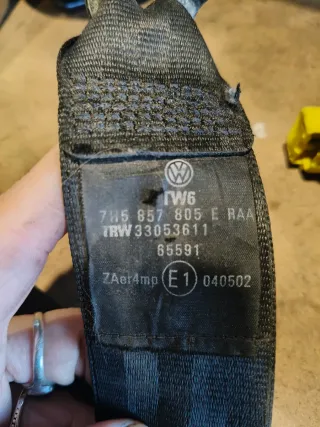 TW6
7H5 857 805 E RAA
TRW 33053611
65591
ZAer4mp E1 040502